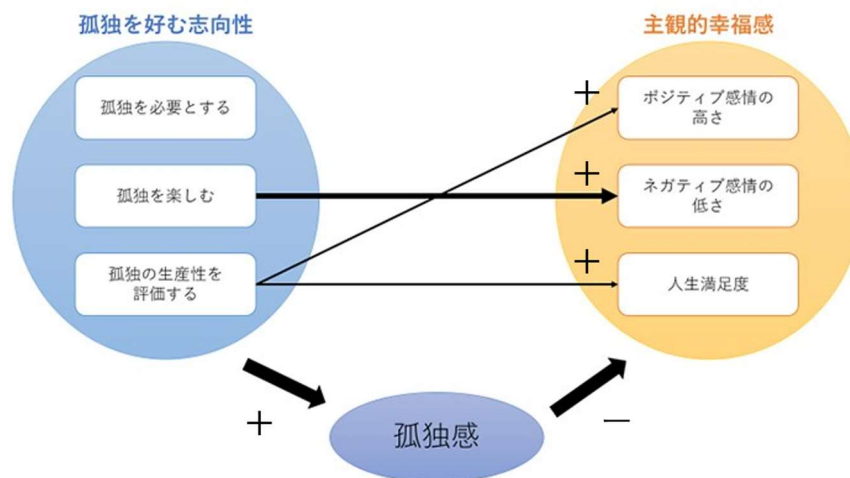 孤独を好む志向性
主観的幸福感
孤独を必要とする
孤独を楽しむ
孤独の生産性を
評価する
+
ポジティブ感情の
高さ
+
ネガティブ感情の
低さ
+
人生満足度
+
孤独感
−